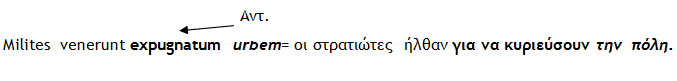 Αντ.
Milites venerunt expugnatum urbem= οι στρατιώτες ήλθαν για να κυριεύσουν την πόλη.